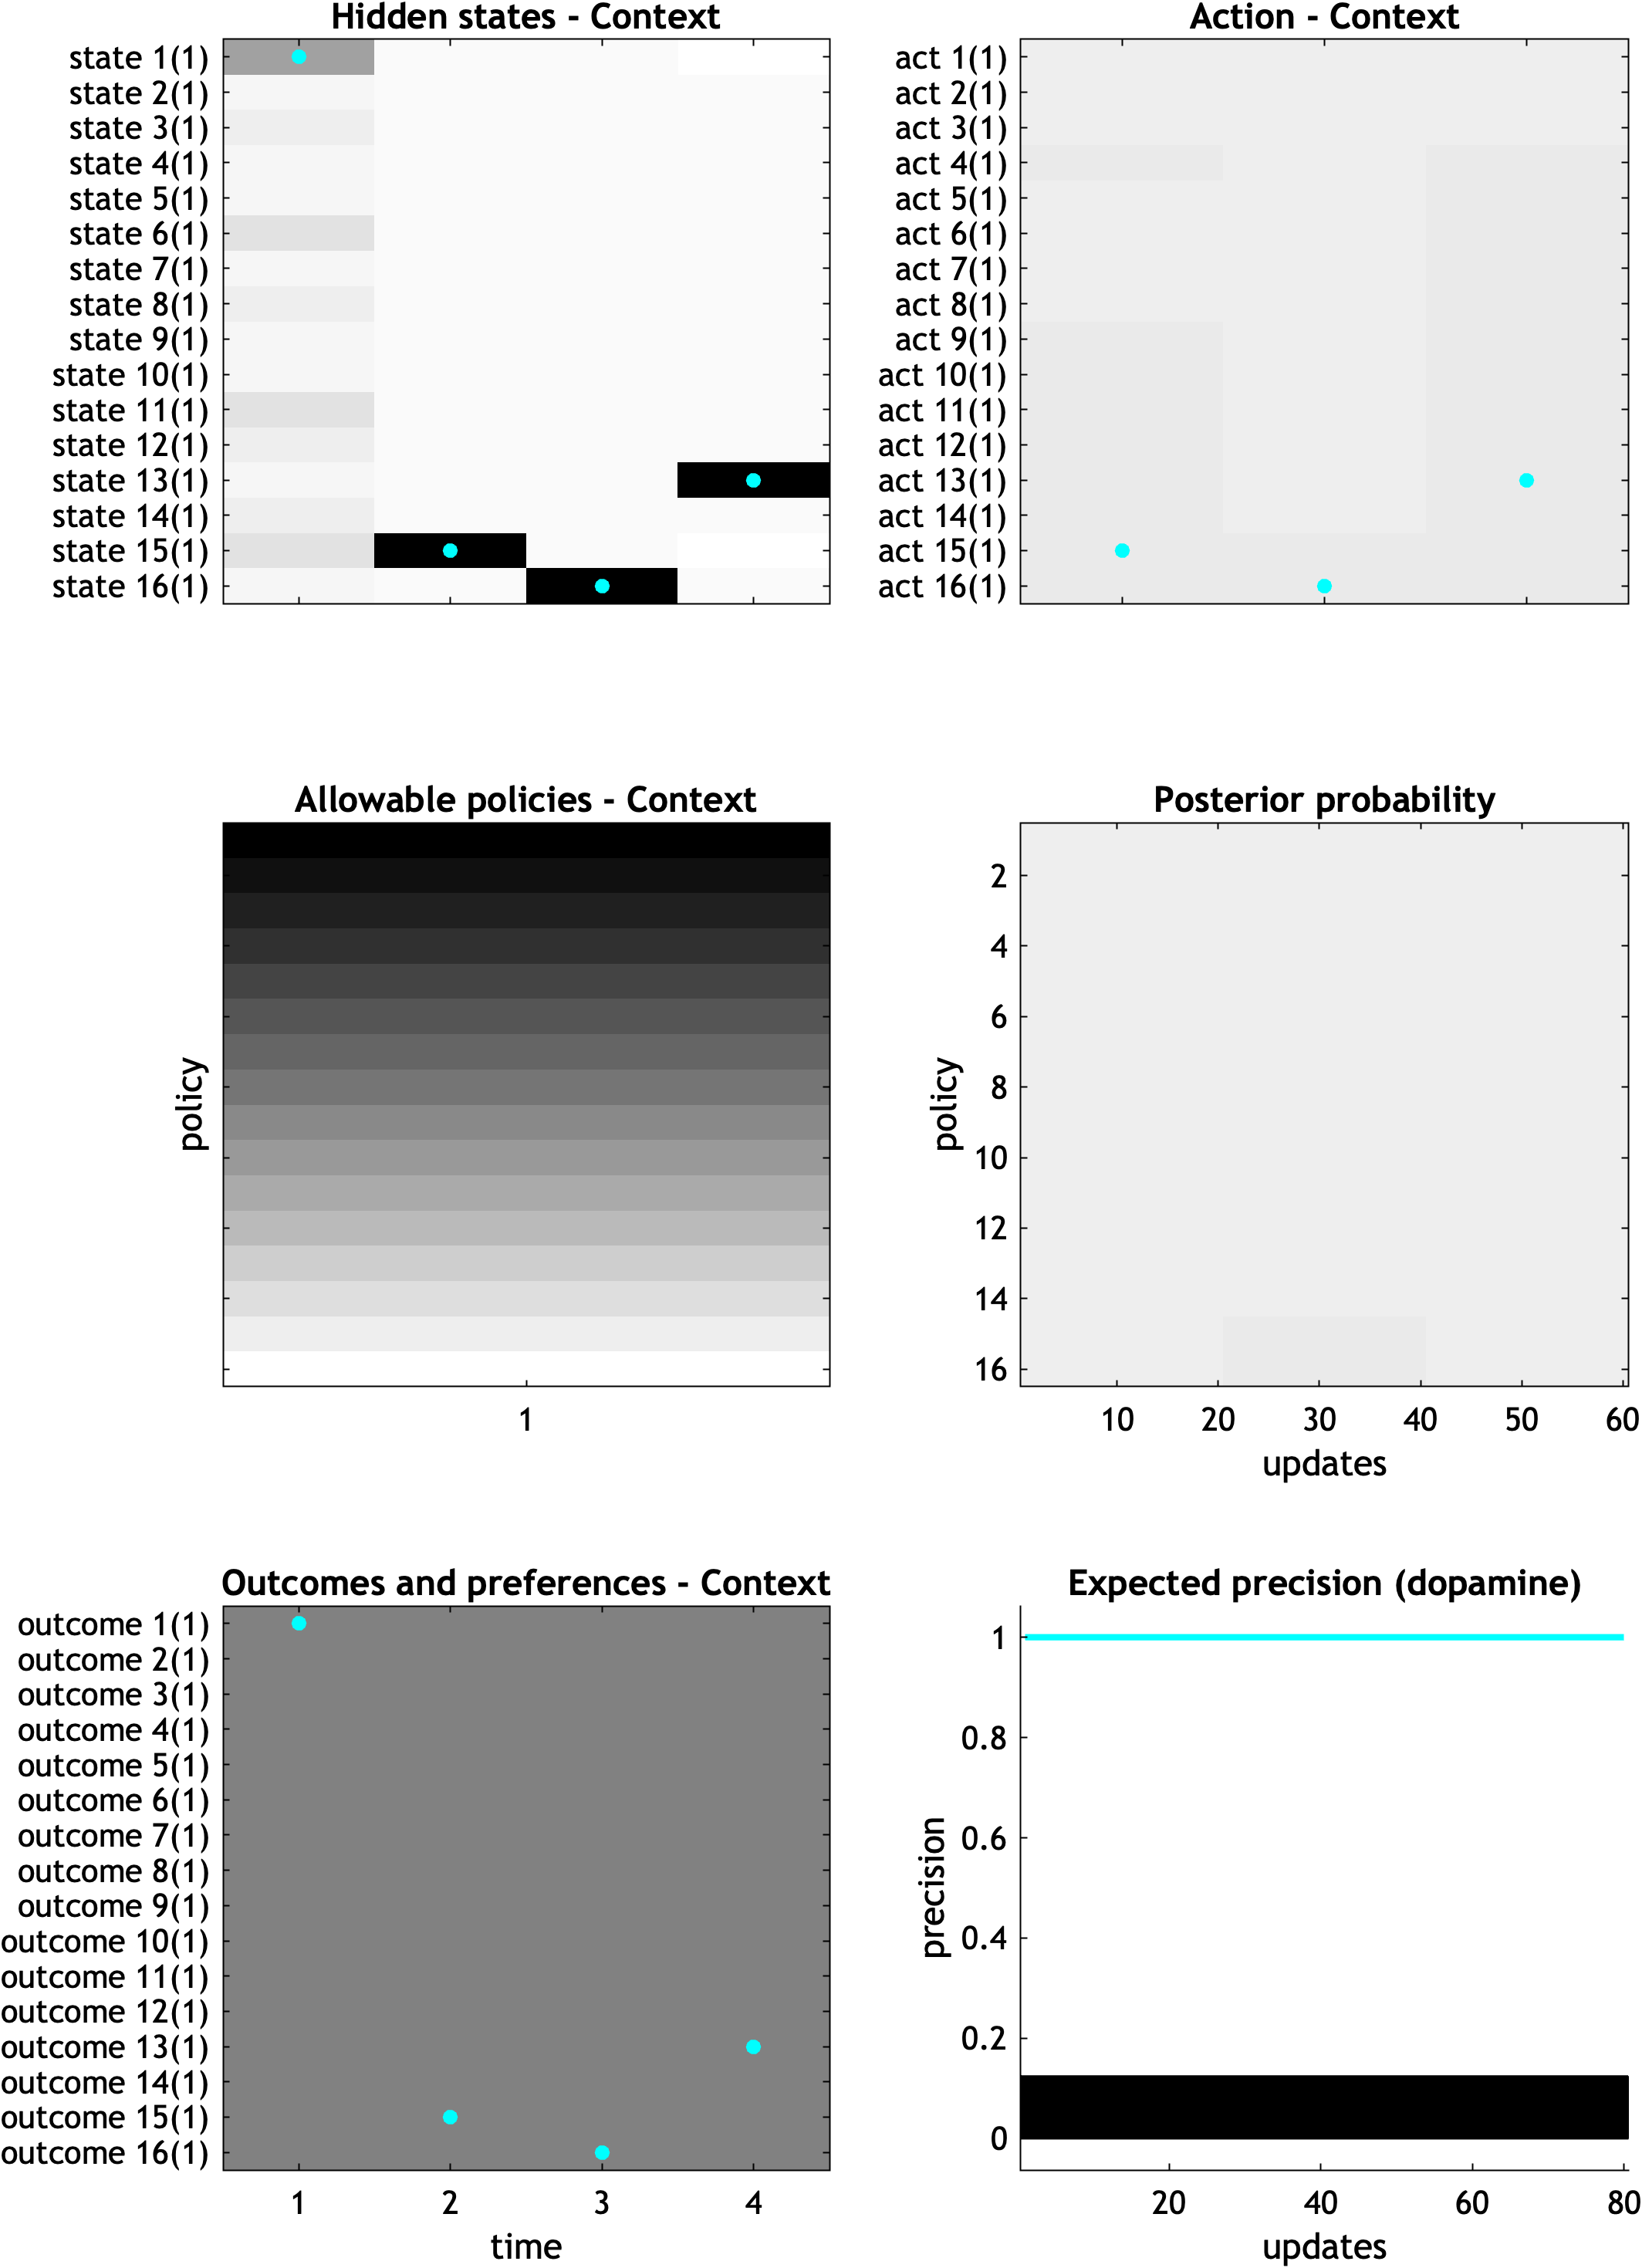 Hidden states - Context
state 1(1)
state 2(1)
state 3(1)
state 4(1)
state 5(1)
state 6(1)
state 7(1)
state 8(1)
state 9(1)
state 10(1)
state 11(1)
state 12(1)
state 13(1)
state 14(1)
state 15(1)
state 16(1)
Action - Context
act 1(1)
act 2(1)
act 3(1)
act 4(1)
act 5(1)
act 6(1)
act 7(1)
act 8(1)
act 9(1)
act 10(1)
act 11(1)
act 12(1)
act 13(1)
act 14(1)
act 15(1)
act 16(1)
Allowable policies - Context
policy
1
Posterior probability
policy
2
4
6
8
10
12
14
16
10 20 30 40 50 60
updates
Outcomes and preferences - Context
outcome 1(1)
outcome 2(1)
outcome 3(1)
outcome 4(1)
outcome 5(1)
outcome 6(1)
outcome 7(1)
outcome 8(1)
outcome 9(1)
outcome 10(1)
outcome 11(1)
outcome 12(1)
outcome 13(1)
outcome 14(1)
outcome 15(1)
outcome 16(1)
1 2 3 4
time
Expected precision (dopamine)
precision
1
0.8
0.6
0.4
0.2
0
20 40 60 80
updates